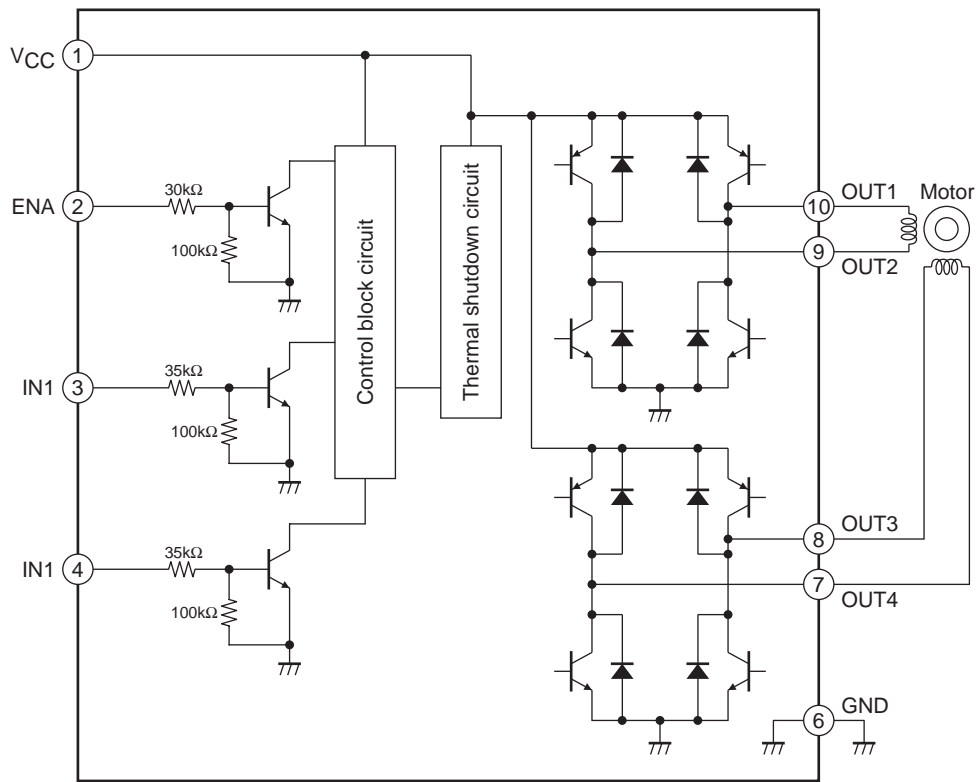 VCC
1
ENA
2
30kΩ
100kΩ
IN1
3
35kΩ
100kΩ
IN1
4
35kΩ
100kΩ
Control block circuit
Thermal shutdown circuit
10
OUT1
Motor
9
OUT2
8
OUT3
7
OUT4
6
GND